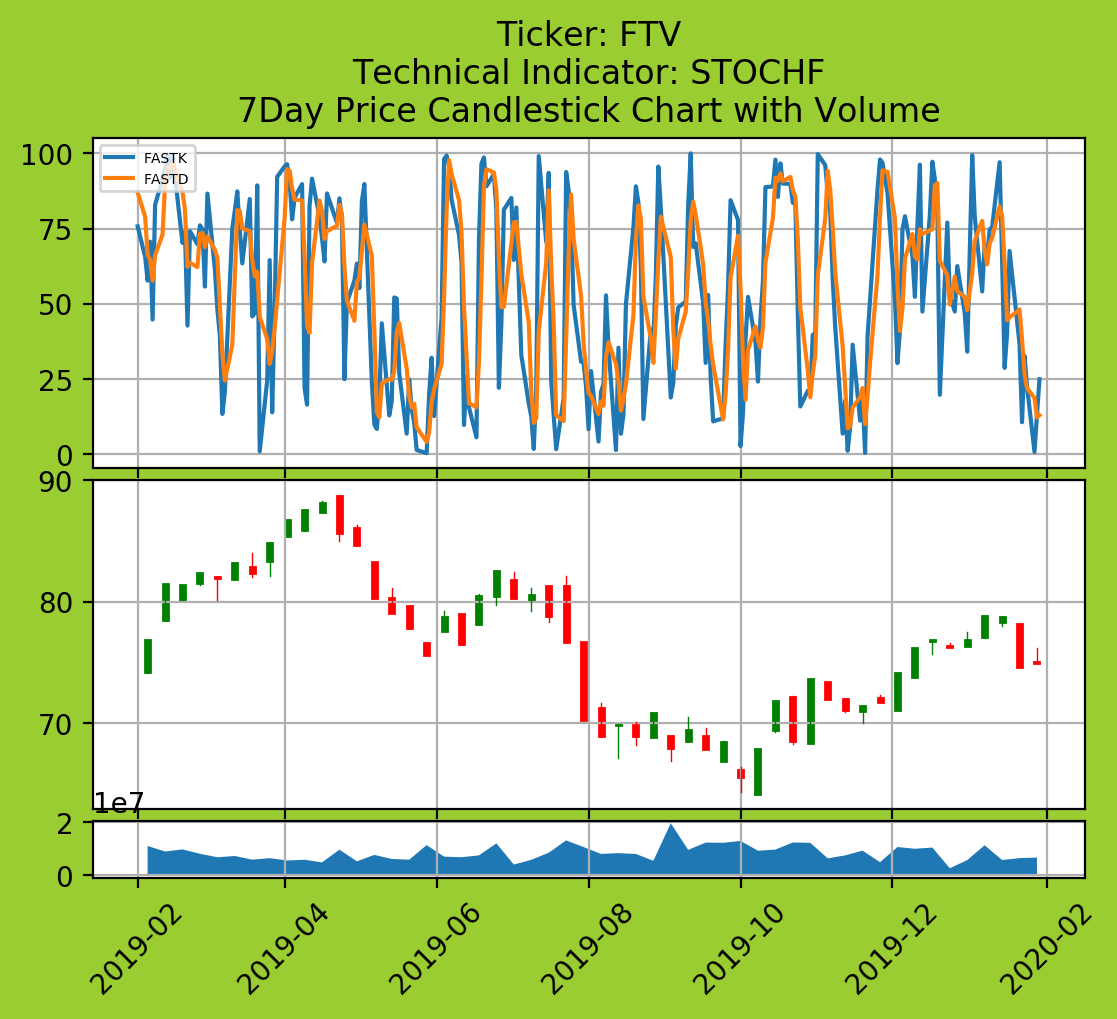 Ticker: FTV
Technical Indicator: STOCHF
7Day Price Candlestick Chart with Volume
FASTK
FASTD
100
75
50
25
0
90
80
70
1e7
2
0
2019-02
2019-04
2019-06
2019-08
2019-10
2019-12
2020-02